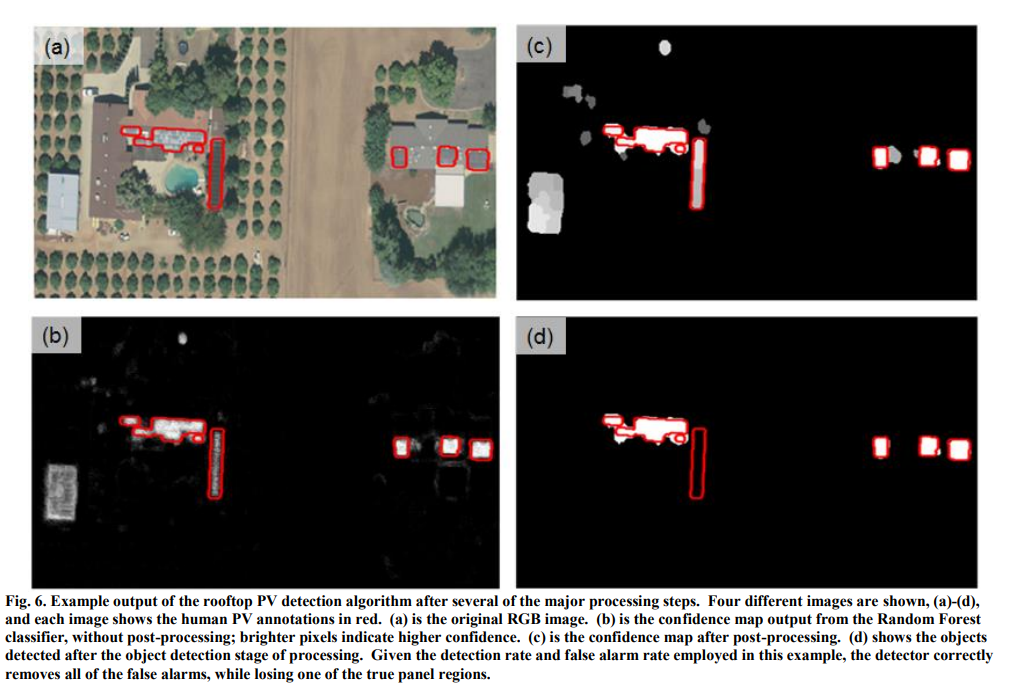 (a)
(c)
(b)
(d)
Fig. 6. Example output of the rooftop PV detection algorithm after several of the major processing steps. Four different images are shown, (a)-(d),
and each image shows the human PV annotations in red. (a) is the original RGB image. (b) is the confidence map output from the Random Forest
classifier, without post-processing; brighter pixels indicate higher confidence. (c) is the confidence map after post-processing. (d) shows the objects
detected after the object detection stage of processing. Given the detection rate and false alarm rate employed in this example, the detector correctly
removes all of the false alarms, while losing one of the true panel regions.